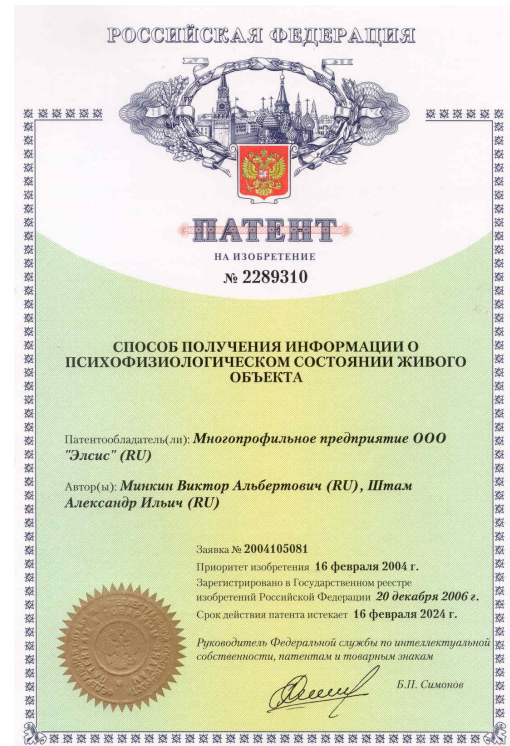 РОССИЙСКАЯ ФЕДЕРАЦИЯ
ПАТЕНТ
НА ИЗОБРЕТЕНИЕ
№ 2289310
СПОСОБ ПОЛУЧЕНИЯ ИНФОРМАЦИИ О
ПСИХОФИЗИОЛОГИЧЕСКОМ СОСТОЯНИИ ЖИВОГО
ОБЪЕКТА
Патентообладатель(ли): Многопрофильное предприятие ООО
"Элсис" (RU)
Автор(ы): Минкин Виктор Альбертович (RU), Штам
Александр Ильич (RU)
Заявка № 2004105081
Приоритет изобретения 16 февраля 2004 г.
Зарегистрировано в Государственном реестре
изобретений Российской Федерации 20 декабря 2006 г.
Срок действия патента истекает 16 февраля 2024 г.
Руководитель Федеральной службы по интеллектуальной
собственности, патентам и товарным знакам
Б.П. Симонов